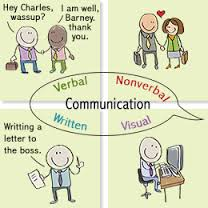 Hey Charles,
wassup?
I am well,
Barney.
thank
you.
Verbal
Nonverbal
Communication
Written
Visual
Writing a
letter to
the boss.